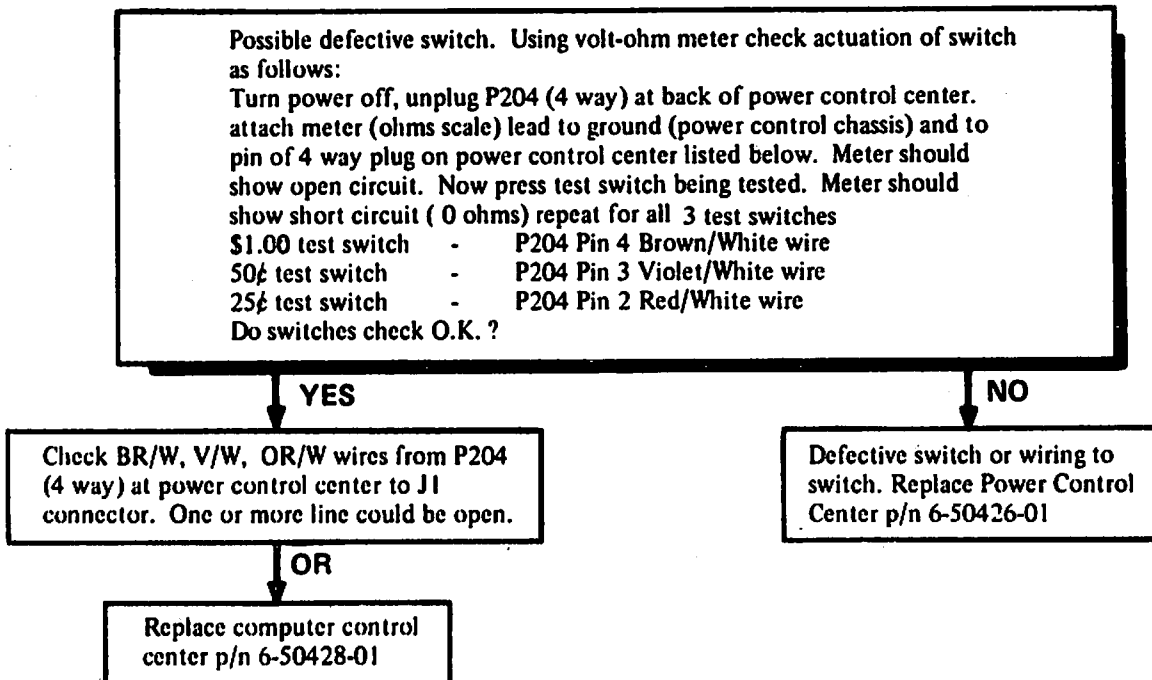 Possible defective switch. Using volt-ohm meter check actuation of switch
as follows:
Turn power off, unplug P204 (4 way) at back of power control center.
attach meter (ohms scale) lead to ground (power control chassis) and to
pin of 4 way plug on power control center listed below. Meter should
show open circuit. Now press test switch being tested. Meter should
show short circuit ( 0 ohms) repeat for all 3 test switches
$1.00 test switch - P204 Pin 4 Brown/White wire
50¢ test switch - P204 Pin 3 Violet/White wire
25¢ test switch - P204 Pin 2 Red/White wire
Do switches check O.K. ?
YES
NO
Check BR/W, V/W, OR/W wires from P204
(4 way) at power control center to J1
connector. One or more line could be open.
Defective switch or wiring to
switch. Replace Power Control
Center p/n 6-50426-01
OR
Replace computer control
center p/n 6-50428-01